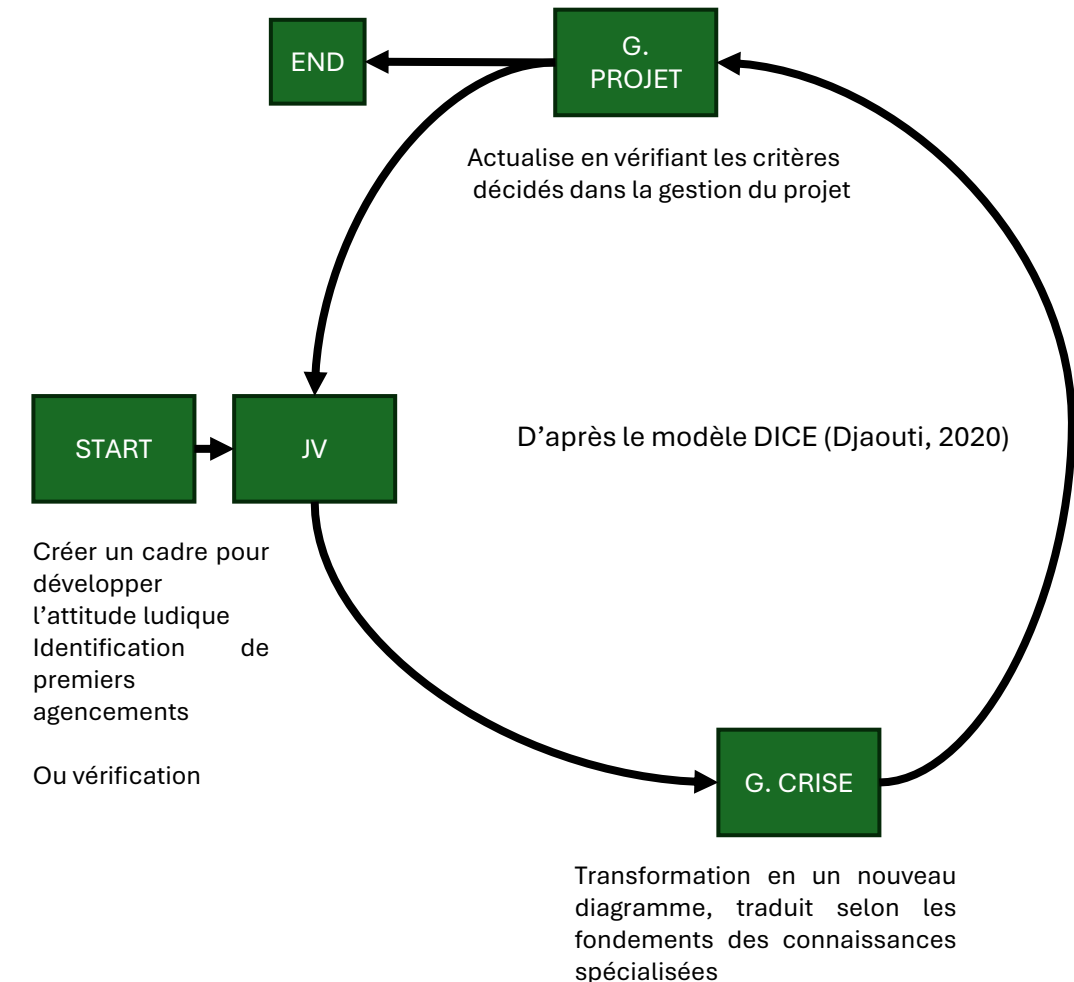 END
G.
PROJET
Actualise en vérifiant les critères
décidés dans la gestion du projet
START
JV
D’après le modèle DICE (Djaouti, 2020)
Créer un cadre pour
développer
l’attitude ludique
Identification de
premiers
agencements
Ou vérification
G. CRISE
Transformation en un nouveau
diagramme, traduit selon les
fondements des connaissances
spécialisées